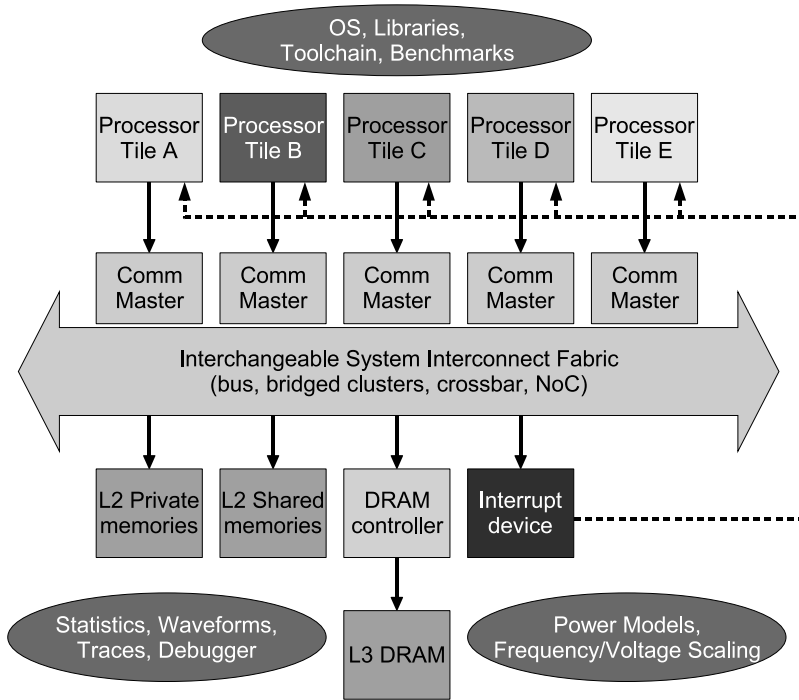 OS, Libraries,
Toolchain, Benchmarks
Processor
Tile A
Processor
Tile B
Processor
Tile C
Processor
Tile D
Processor
Tile E
Comm
Master
Comm
Master
Comm
Master
Comm
Master
Comm
Master
Interchangeable System Interconnect Fabric
(bus, bridged clusters, crossbar, NoC)
L2 Private
memories
L2 Shared
memories
DRAM
controller
Interrupt
device
Statistics, Waveforms,
Traces, Debugger
L3 DRAM
Power Models,
Frequency/Voltage Scaling